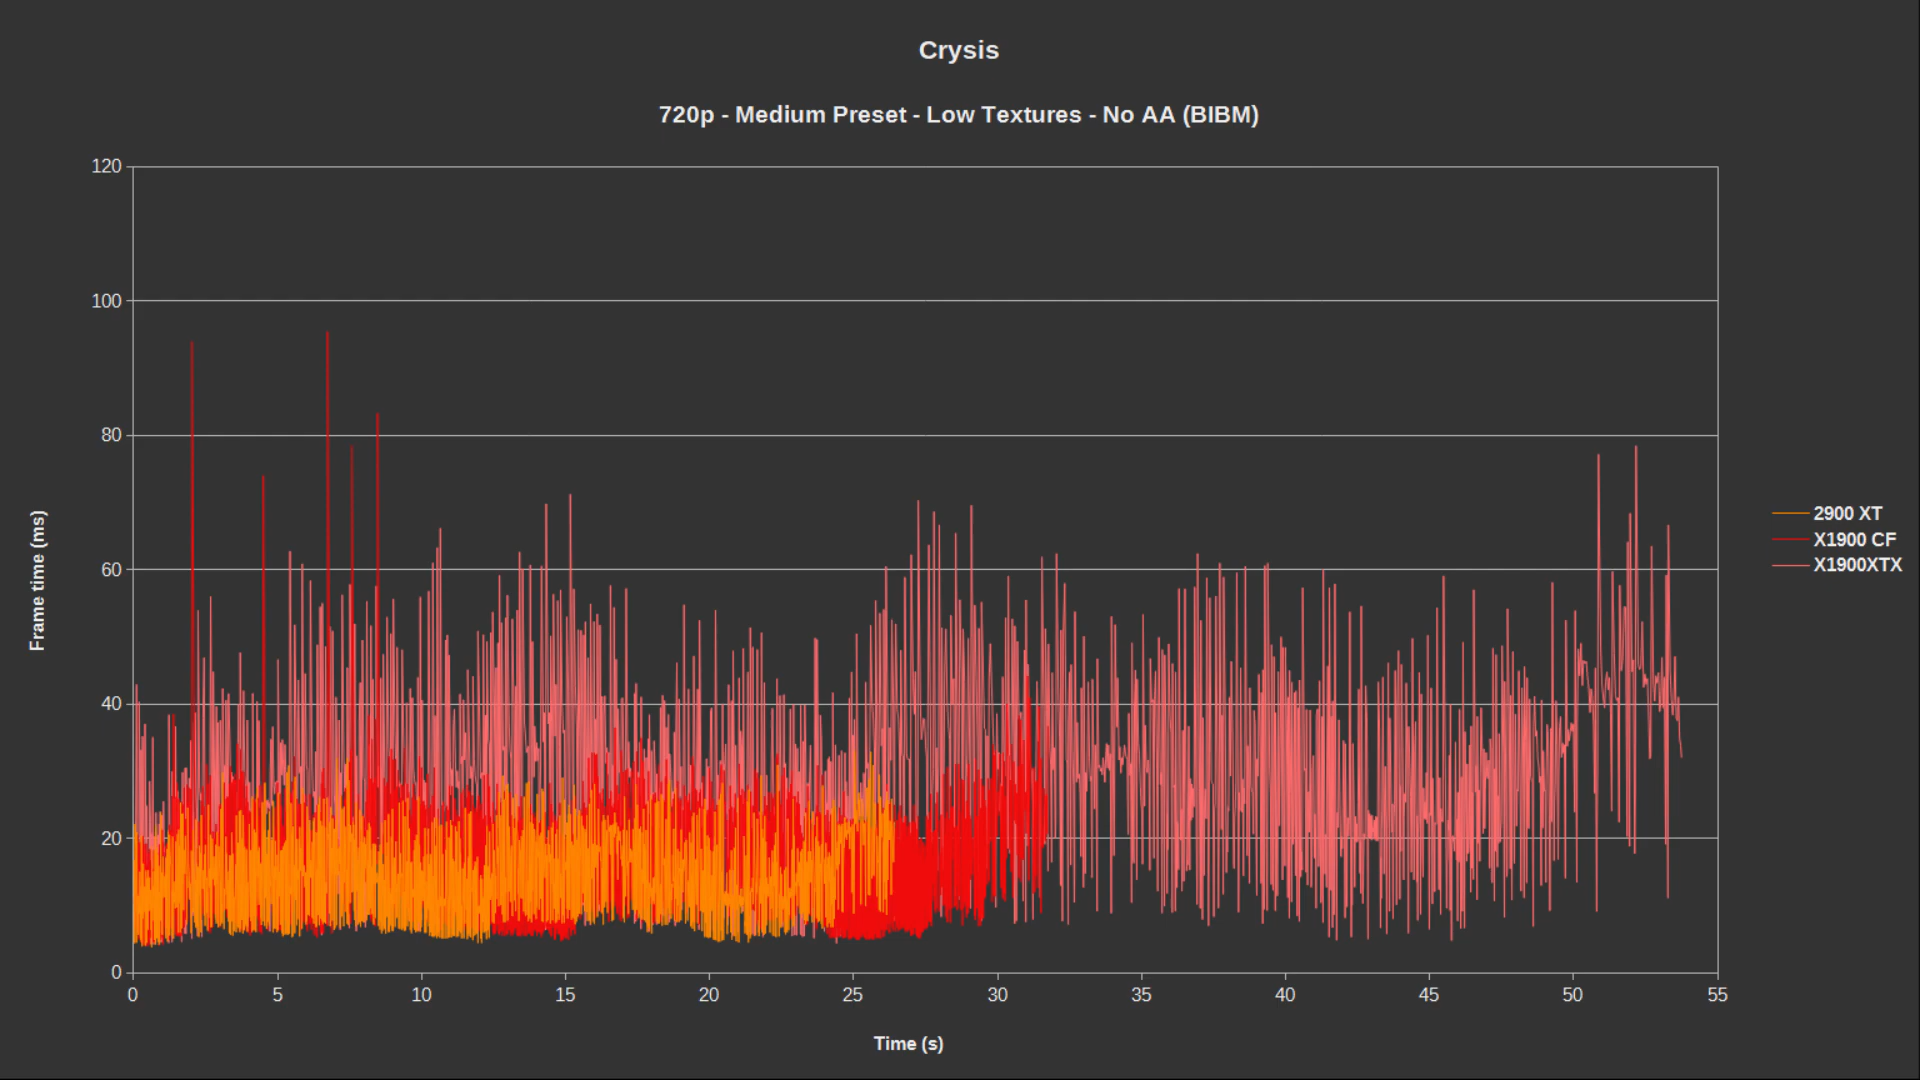 Crysis
720p - Medium Preset - Low Textures - No AA (BIBM)
120
100
80
60
40
20
0
Frame time (ms)
0 5 10 15 20 25 30 35 40 45 50 55
Time (s)
2900 XT
X1900 CF
X1900XTX